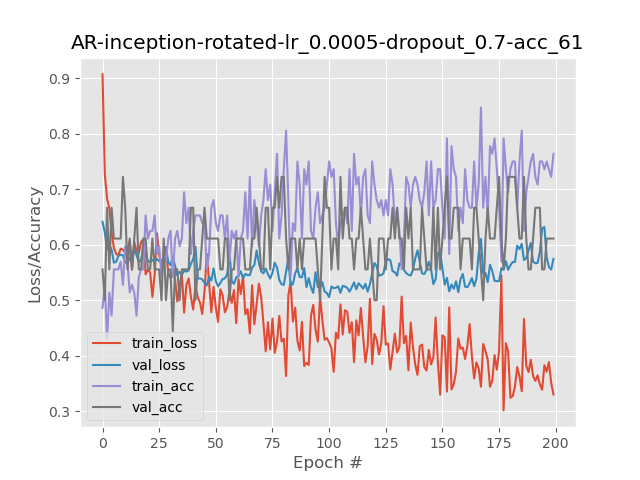 AR-inception-rotated-lr_0.0005-dropout_0.7-acc_61
0.9
0.8
0.7
0.6
0.5
0.4
0.3
Loss/Accuracy
train_loss
val_loss
train_acc
val_acc
0 25 50 75 100 125 150 175 200
Epoch #